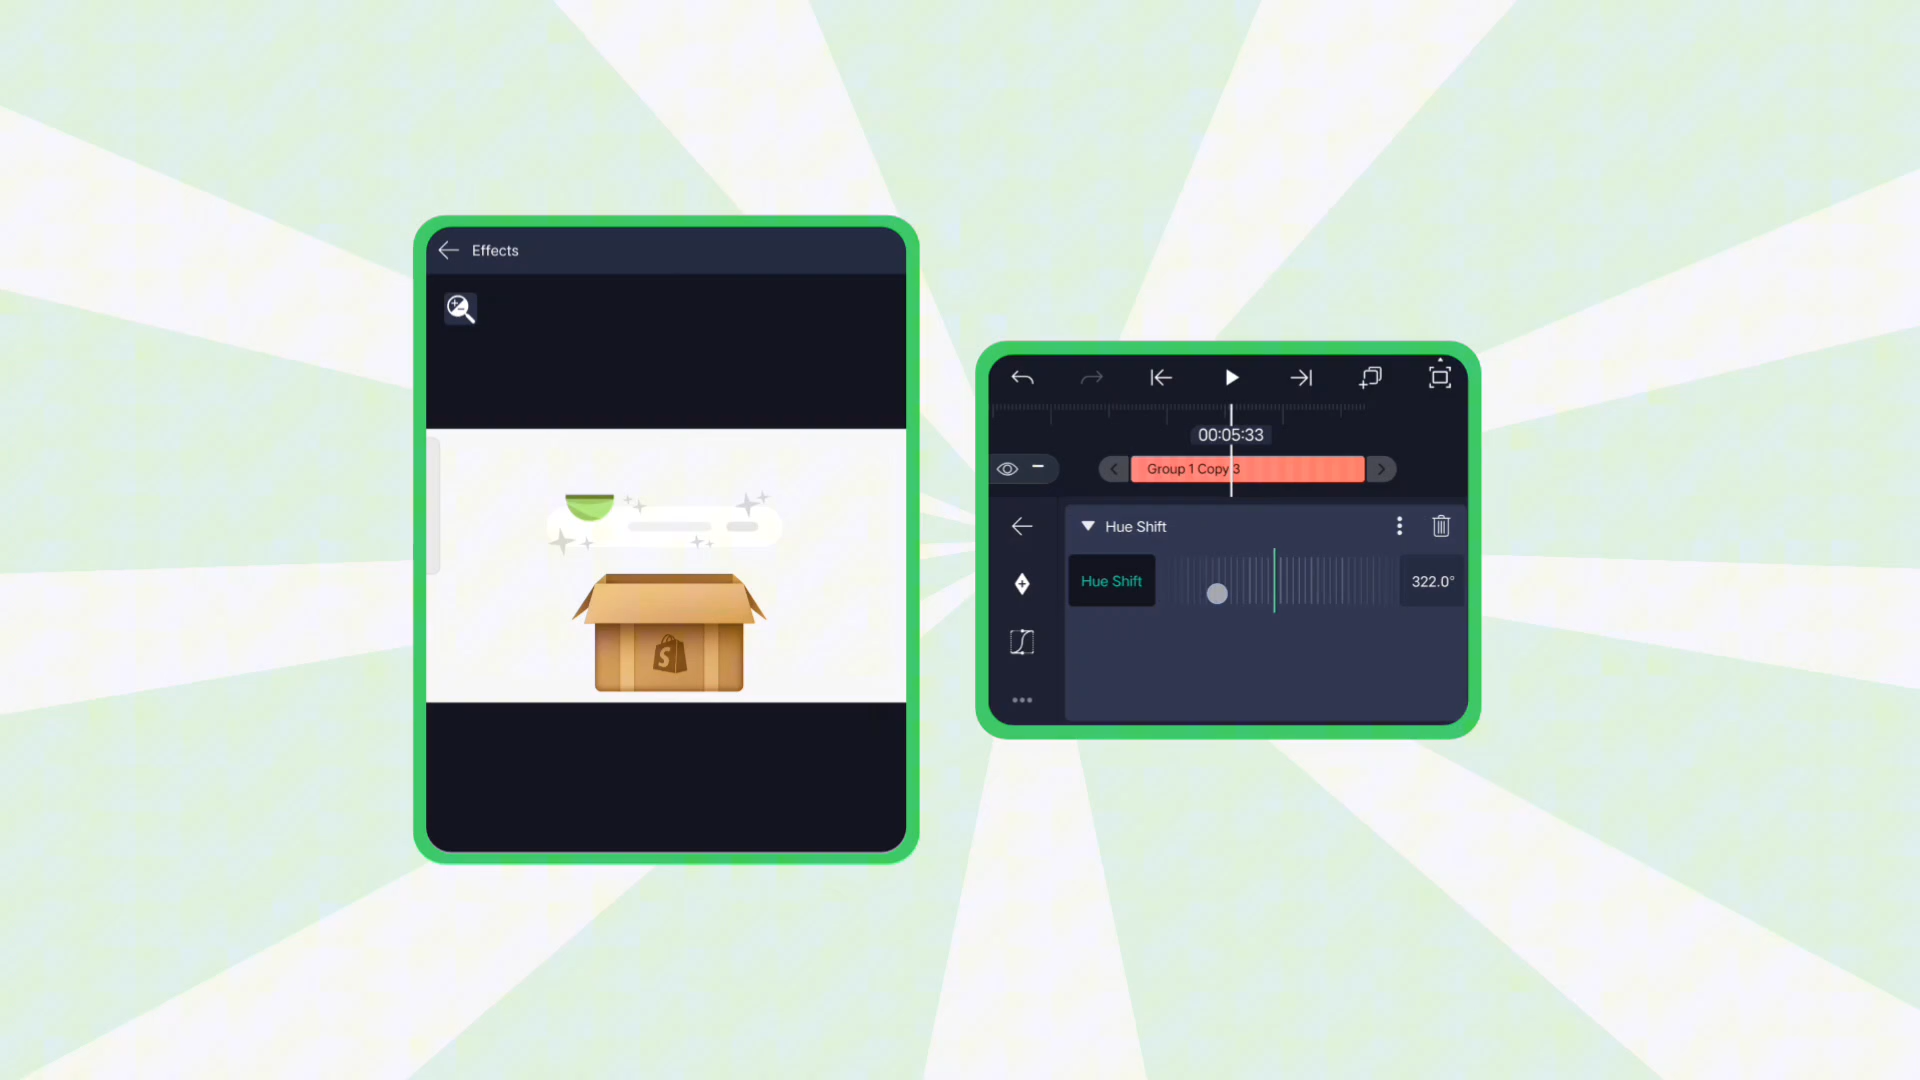 Effects
S
00:05:33
Group 1 Copy 3
Hue Shift
Hue Shift
322.0°